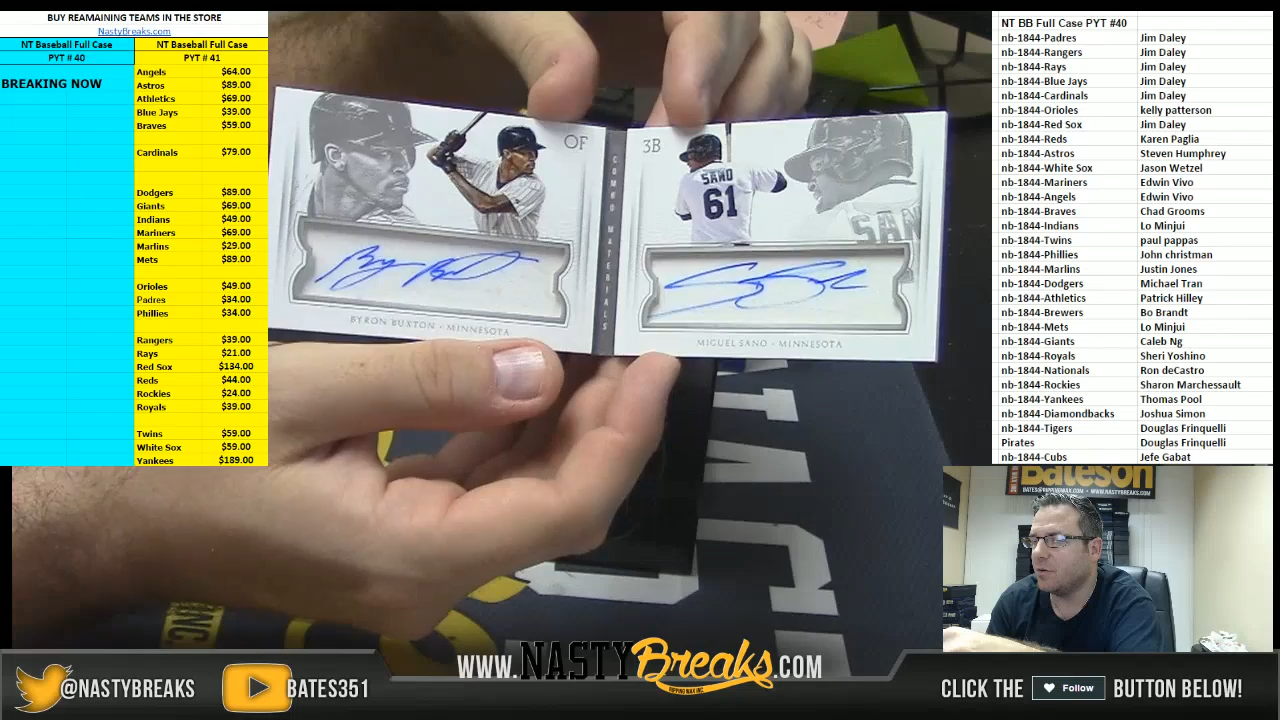 BUY REAMAINING TEAMS IN THE STORE
NastyBreaks.com
NT Baseball Full Case NT Baseball Full Case
PYT # 40 PYT # 41
BREAKING NOW
Angels $64.00
Astros $89.00
Athletics $69.00
Blue Jays $39.00
Braves $59.00
Cardinals $79.00
Dodgers $89.00
Giants $69.00
Indians $49.00
Mariners $69.00
Marlins $29.00
Mets $89.00
Orioles $49.00
Padres $34.00
Phillies $34.00
Rangers $39.00
Rays $21.00
Red Sox $134.00
Reds $44.00
Rockies $24.00
Royals $39.00
Twins $59.00
White Sox $59.00
Yankees $189.00
OF
BYRON BUXTON • MINNESOTA
COMBO MATERIALS
3B
SANO
61
SAN
MIGUEL SANO • MINNESOTA
NT BB Full Case PYT #40
nb-1844-Padres Jim Daley
nb-1844-Rangers Jim Daley
nb-1844-Rays Jim Daley
nb-1844-Blue Jays Jim Daley
nb-1844-Cardinals Jim Daley
nb-1844-Orioles kelly patterson
nb-1844-Red Sox Jim Daley
nb-1844-Reds Karen Paglia
nb-1844-Astros Steven Humphrey
nb-1844-White Sox Jason Wetzel
nb-1844-Mariners Edwin Vivo
nb-1844-Angels Edwin Vivo
nb-1844-Braves Chad Grooms
nb-1844-Indians Lo Minjui
nb-1844-Twins paul pappas
nb-1844-Phillies John christman
nb-1844-Marlins Justin Jones
nb-1844-Dodgers Michael Tran
nb-1844-Athletics Patrick Hilley
nb-1844-Brewers Bo Brandt
nb-1844-Mets Lo Minjui
nb-1844-Giants Caleb Ng
nb-1844-Royals Sheri Yoshino
nb-1844-Nationals Ron deCastro
nb-1844-Rockies Sharon Marchessault
nb-1844-Yankees Thomas Pool
nb-1844-Diamondbacks Joshua Simon
nb-1844-Tigers Douglas Frinquelli
Pirates Douglas Frinquelli
nb-1844-Cubs Jefe Gabat
Bateson
BATES@RIPPINGWAX.COM • WWW.NASTYBREAKS.COM
@NASTYBREAKS
BATES351
WWW.NASTYBreaks.COM
RIPPING WAX INC
CLICK THE Follow BUTTON BELOW!